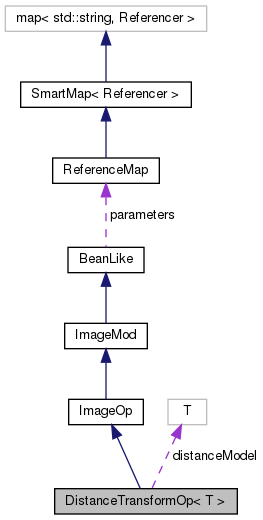 map< std::string, Referencer >
SmartMap< Referencer >
ReferenceMap
parameters
BeanLike
ImageMod
ImageOp
T
distanceModel
DistanceTransformOp< T >